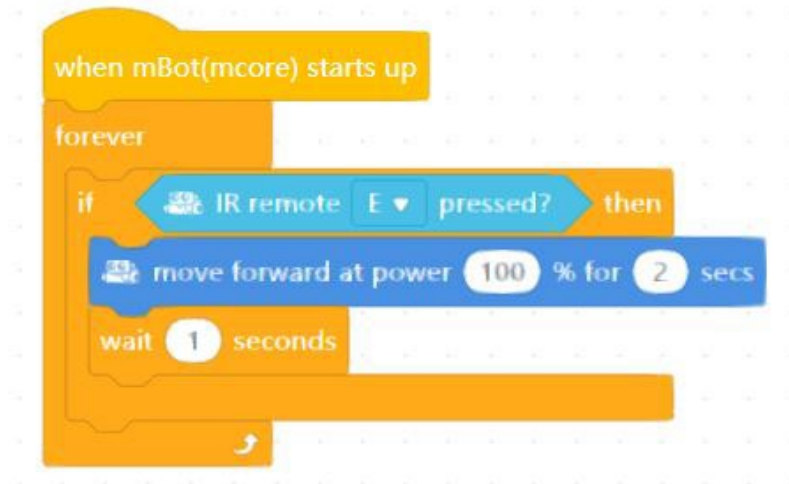 when mBot(mcore) starts up
forever
if IR remote E pressed? then
move forward at power 100 % for 2 secs
wait 1 seconds